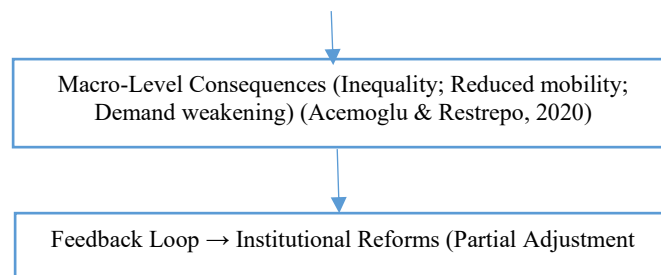 Macro-Level Consequences (Inequality; Reduced mobility;
Demand weakening) (Acemoglu & Restrepo, 2020)
Feedback Loop → Institutional Reforms (Partial Adjustment